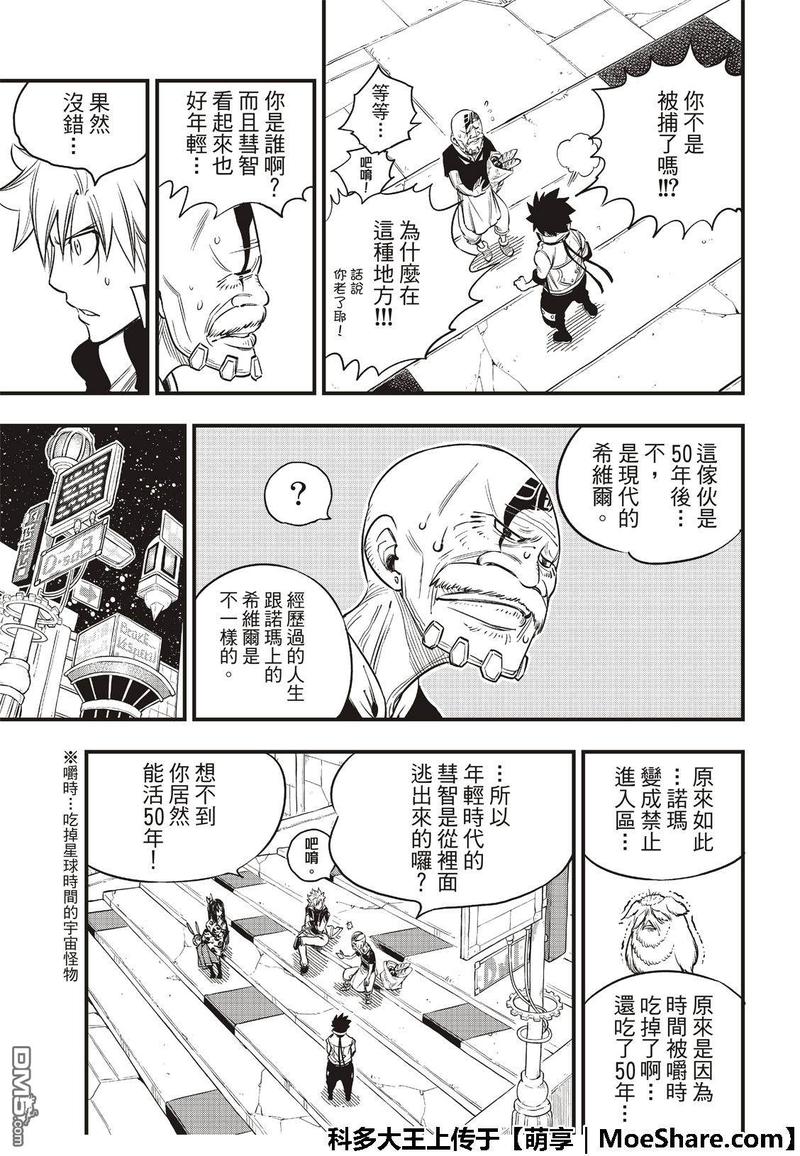 你不是
被捕了嗎!!?
等等⋯
吧唷！
為什麼在
這種地方!!!
話說
你老了耶！
你是誰啊？
而且彗智
看起來也
好年輕⋯
果然
沒錯⋯
這傢伙是
50年後⋯
不，
是現代的
希維爾。
？
經歷過的人生
跟諾瑪上的
希維爾是
不一樣的。
D·saB
原來如此
⋯諾瑪
變成禁止
進入區⋯
原來是因為
時間被嚼時
吃掉了啊⋯
還吃了50年⋯
⋯所以
年輕時代的
彗智是從裡面
逃出來的囉？
吧唷。
想不到
你居然
能活50年！
※嚼時⋯吃掉星球時間的宇宙怪物
DM5.com
科多大王上传于【萌享｜MoeShare.com】